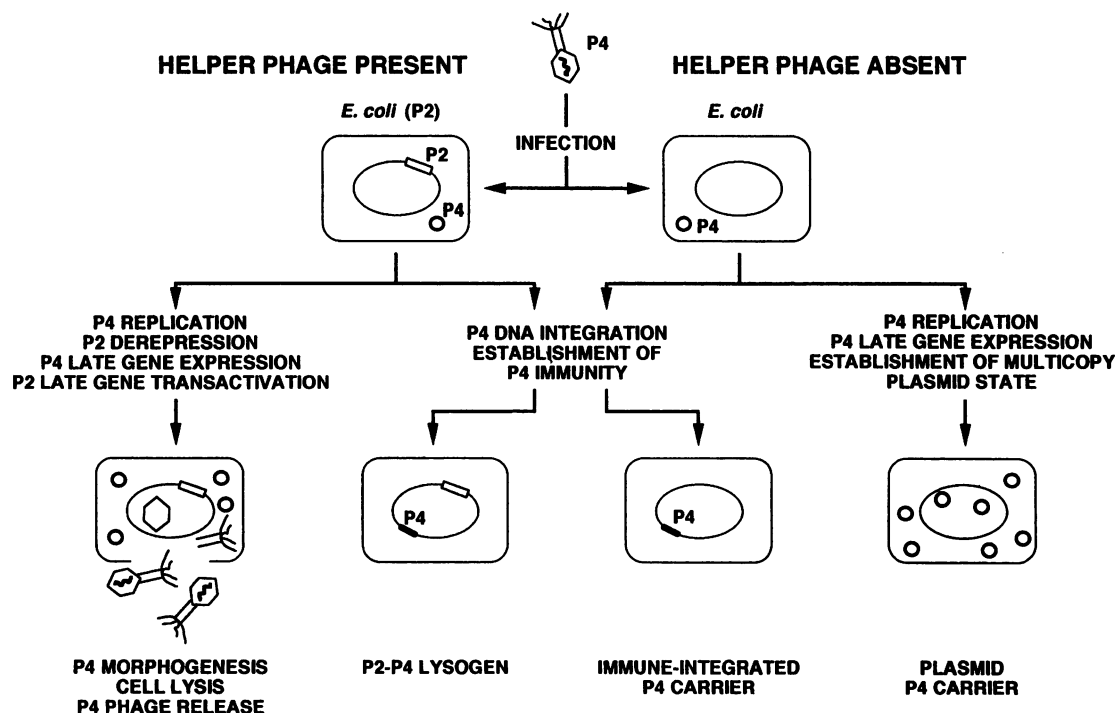 P4
HELPER PHAGE PRESENT
HELPER PHAGE ABSENT
E. coli (P2)
E. coli
INFECTION
P2
P4
P4
P4 REPLICATION
P2 DEREPRESSION
P4 LATE GENE EXPRESSION
P2 LATE GENE TRANSACTIVATION
P4 DNA INTEGRATION
ESTABLISHMENT OF
P4 IMMUNITY
P4 REPLICATION
P4 LATE GENE EXPRESSION
ESTABLISHMENT OF MULTICOPY
PLASMID STATE
P4
P4
P4 MORPHOGENESIS
CELL LYSIS
P4 PHAGE RELEASE
P2-P4 LYSOGEN
IMMUNE-INTEGRATED
P4 CARRIER
PLASMID
P4 CARRIER